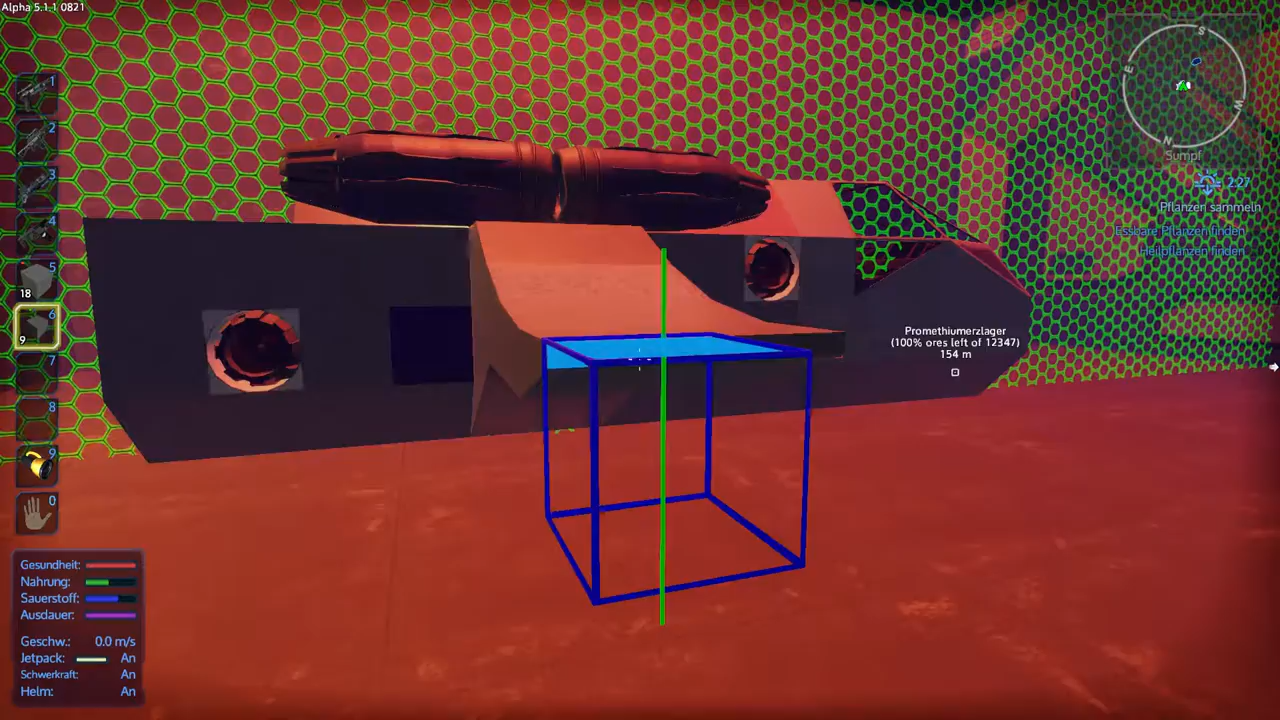 Alpha 5.1.1 0821
S
E
W
N
Sumpf
2:27
Pflanzen sammeln
Essbare Pflanzen finden
Heilpflanzen finden
1
2
3
4
5
18
6
9
7
8
9
0
Promethiumerzlager
(100% ores left of 12347)
154 m
Gesundheit:
Nahrung:
Sauerstoff:
Ausdauer:
Geschw.: 0.0 m/s
Jetpack: An
Schwerkraft: An
Helm: An